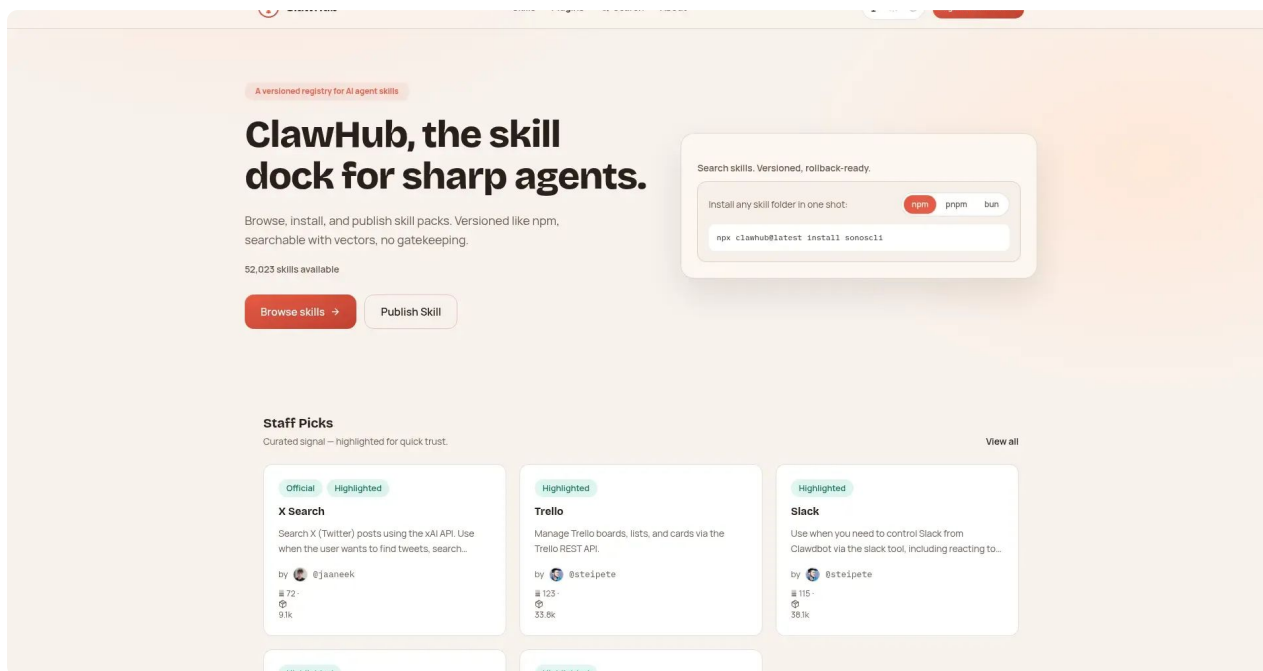 A versioned registry for AI agent skills
ClawHub, the skill
dock for sharp agents.
Browse, install, and publish skill packs. Versioned like npm,
searchable with vectors, no gatekeeping.
52,023 skills available
Browse skills →
Publish Skill
Search skills. Versioned, rollback-ready.
Install any skill folder in one shot:
npm pnpm bun
npx clawhub@latest install sonoscli
Staff Picks
Curated signal — highlighted for quick trust.
View all
Official Highlighted
X Search
Search X (Twitter) posts using the xAI API. Use
when the user wants to find tweets, search...
by @jaaneek
72 ·
9.1k
Highlighted
Trello
Manage Trello boards, lists, and cards via the
Trello REST API.
by @steipete
123 ·
33.8k
Highlighted
Slack
Use when you need to control Slack from
Clawdbot via the slack tool, including reacting to...
by @steipete
115 ·
38.1k